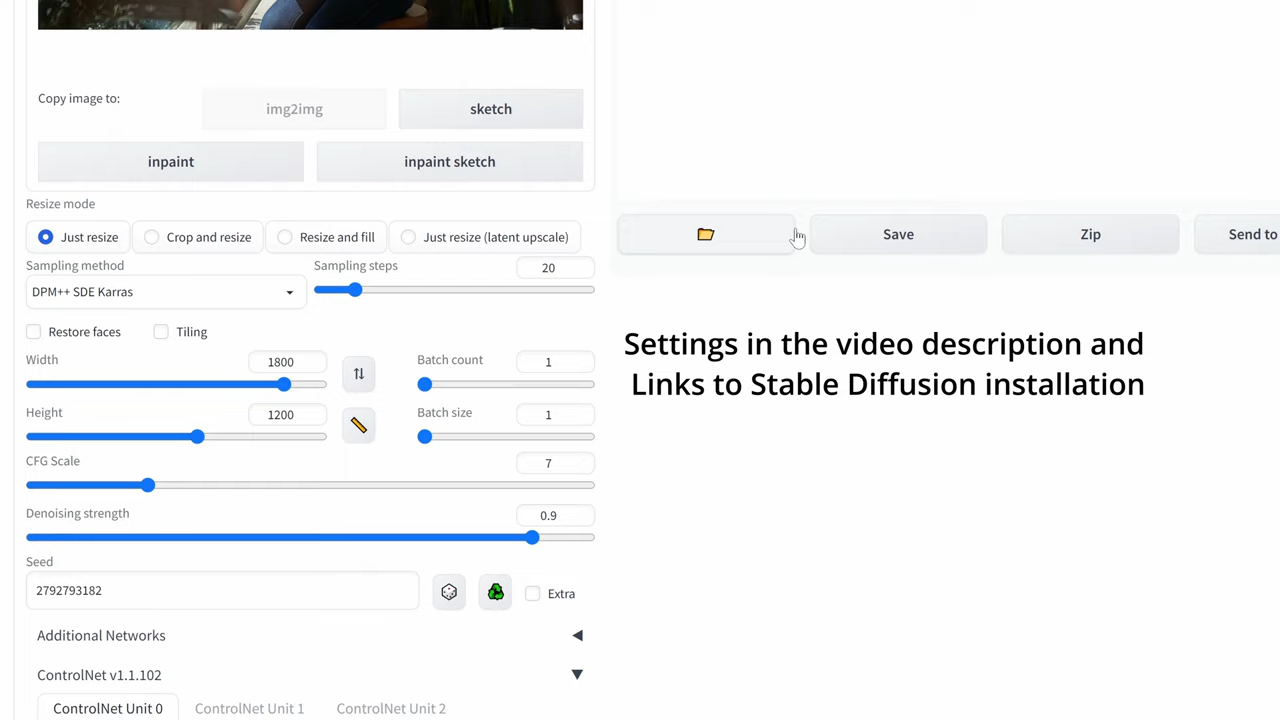 Copy image to:
img2img
sketch
inpaint
inpaint sketch
Resize mode
Just resize
Crop and resize
Resize and fill
Just resize (latent upscale)
Sampling method
DPM++ SDE Karras
Sampling steps
20
Restore faces
Tiling
Width
1800
Height
1200
Batch count
1
Batch size
1
CFG Scale
7
Denoising strength
0.9
Seed
2792793182
Extra
Additional Networks
ControlNet v1.1.102
ControlNet Unit 0
ControlNet Unit 1
ControlNet Unit 2
Save
Zip
Send to
Settings in the video description and
Links to Stable Diffusion installation